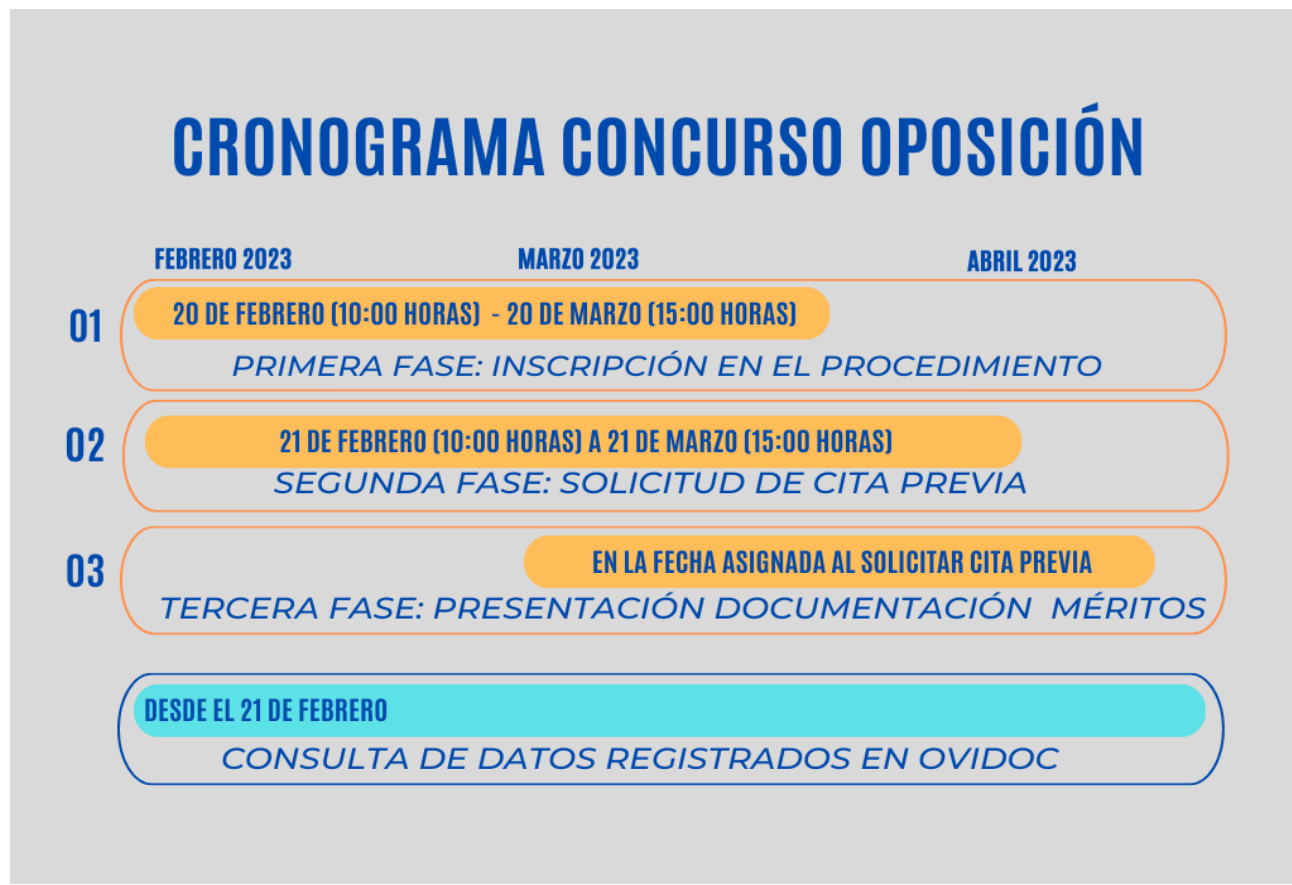 CRONOGRAMA CONCURSO OPOSICIÓN
FEBRERO 2023
MARZO 2023
ABRIL 2023
01
20 DE FEBRERO (10:00 HORAS) - 20 DE MARZO (15:00 HORAS)
PRIMERA FASE: INSCRIPCIÓN EN EL PROCEDIMIENTO
02
21 DE FEBRERO (10:00 HORAS) A 21 DE MARZO (15:00 HORAS)
SEGUNDA FASE: SOLICITUD DE CITA PREVIA
03
EN LA FECHA ASIGNADA AL SOLICITAR CITA PREVIA
TERCERA FASE: PRESENTACIÓN DOCUMENTACIÓN MÉRITOS
DESDE EL 21 DE FEBRERO
CONSULTA DE DATOS REGISTRADOS EN OVIDOC